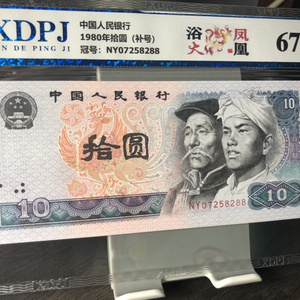 XDPJ
N DE PING JI
中国人民银行
1980年拾圆（补号）
冠号：NY07258288
浴火
凤凰
67
中国人民银行
10
拾圆
10
10
NY07258288